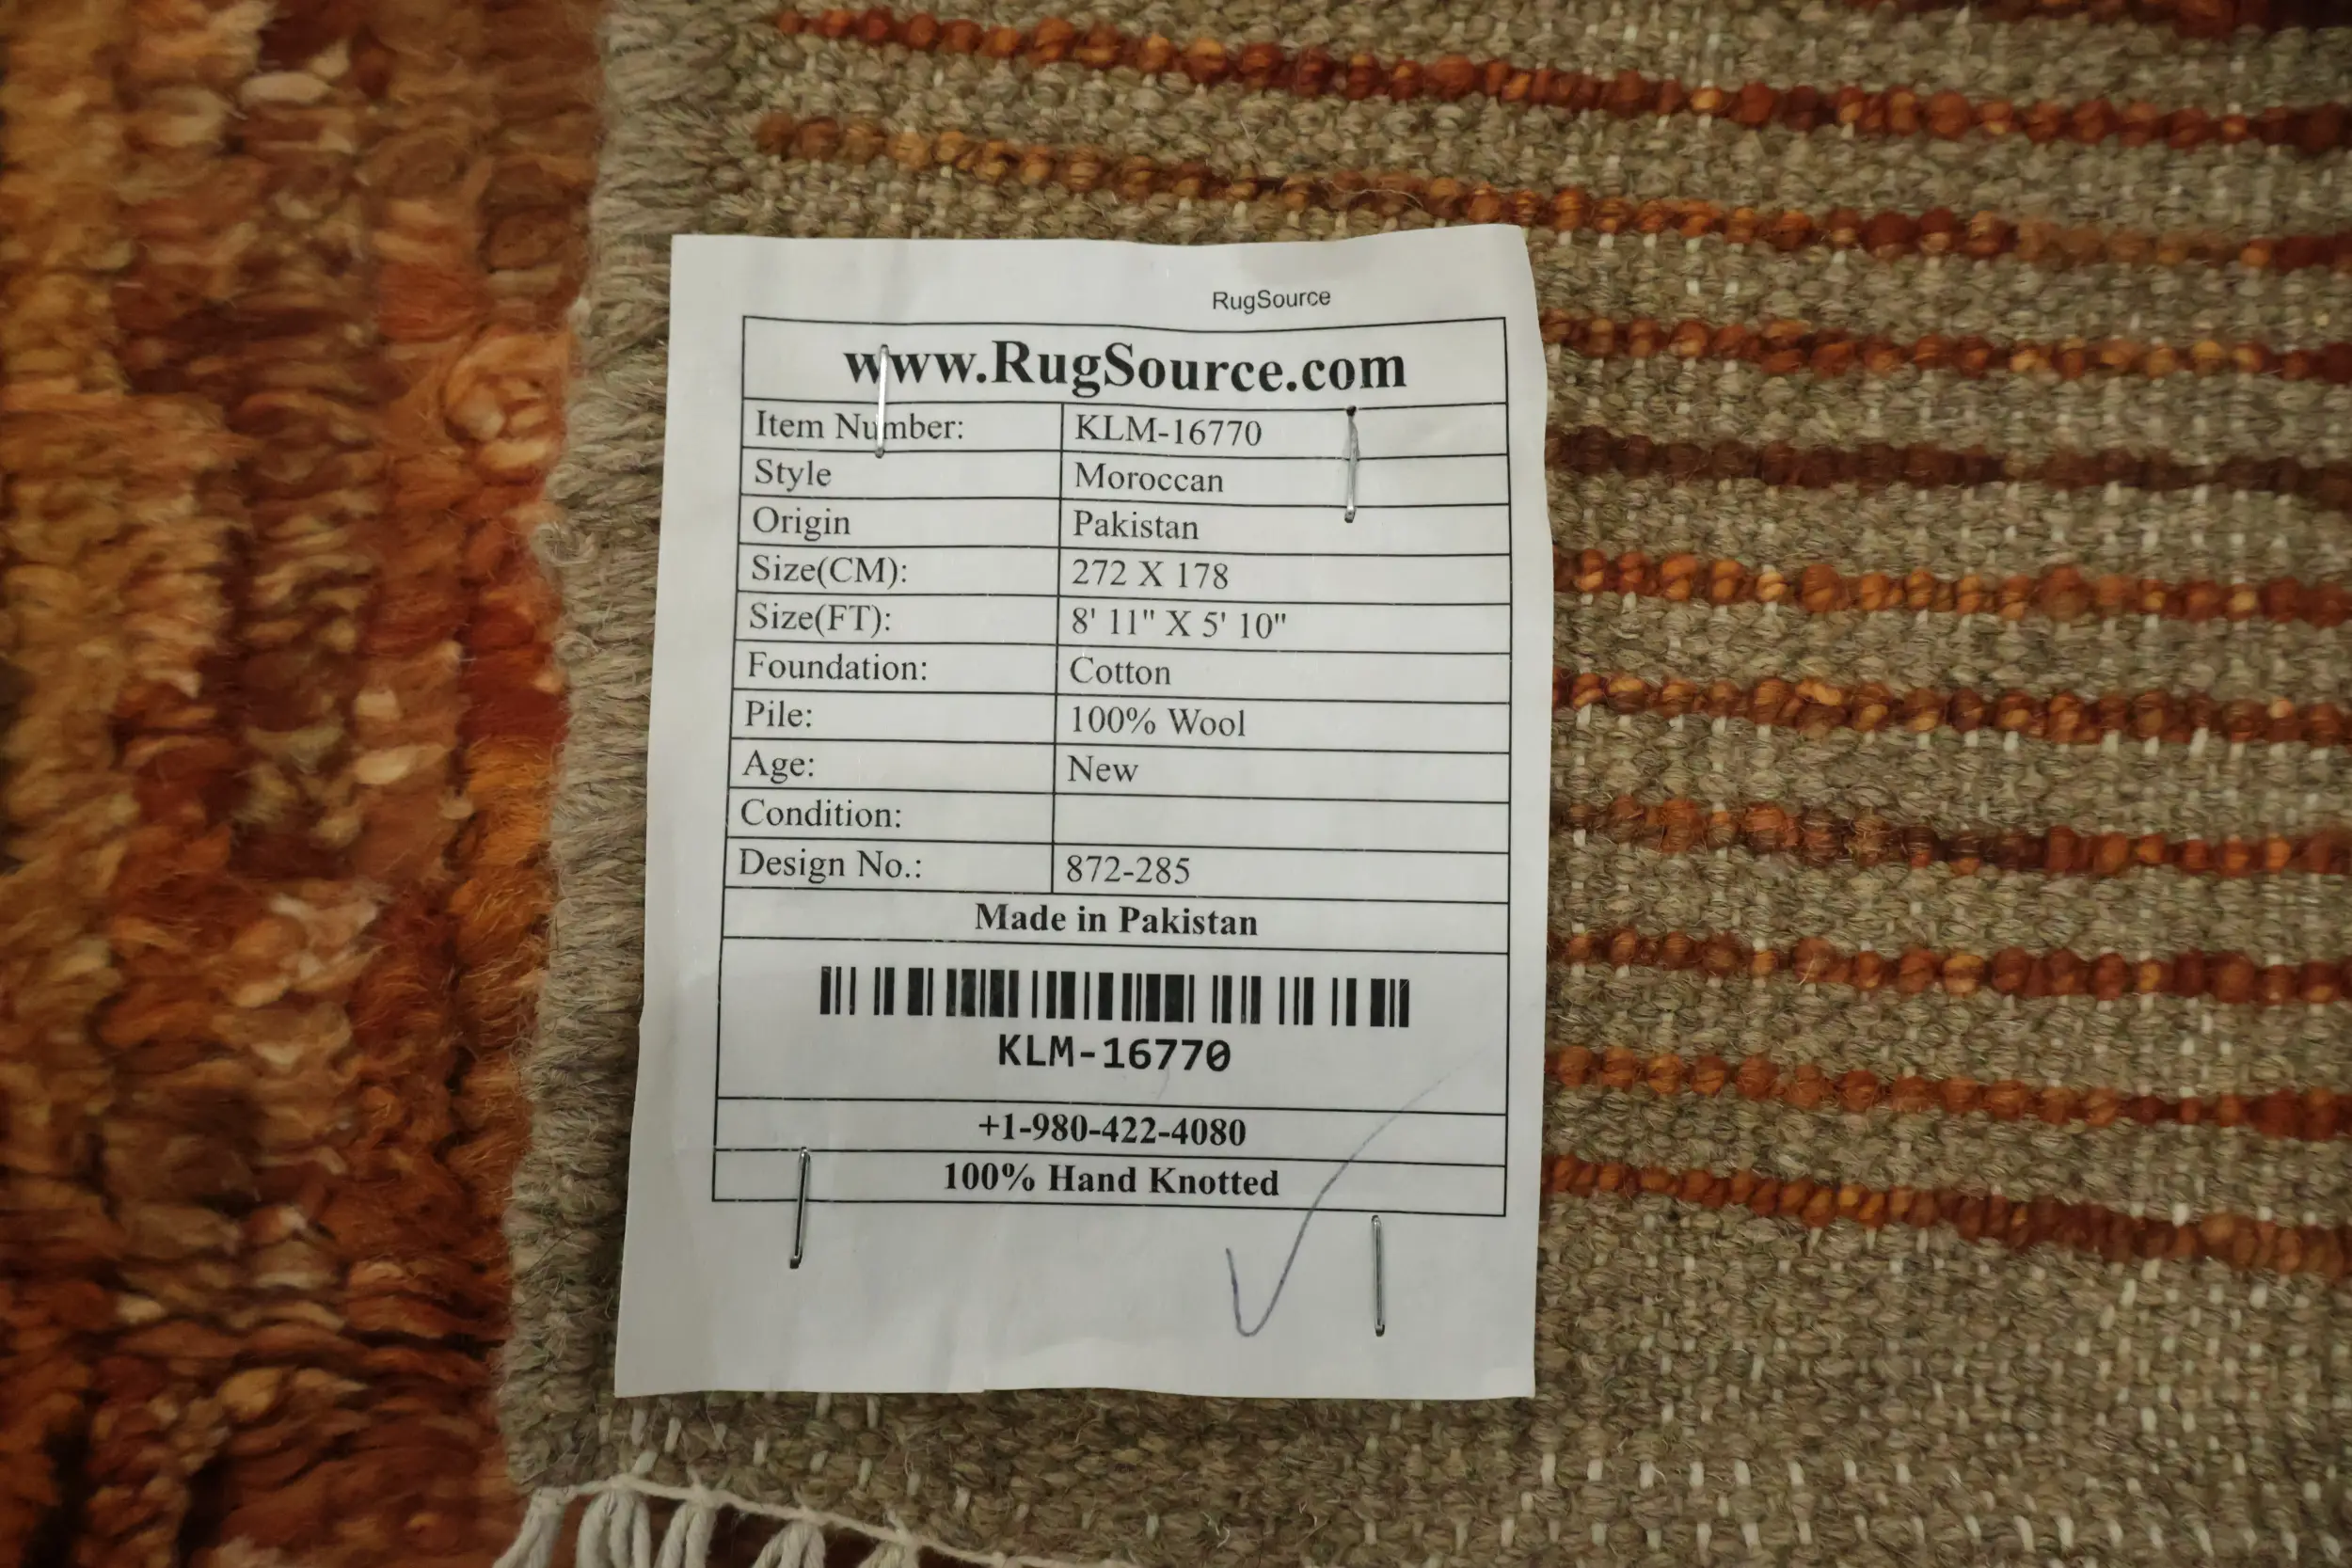 RugSource
www.RugSource.com
Item Number: KLM-16770
Style Moroccan
Origin Pakistan
Size(CM): 272 X 178
Size(FT): 8' 11" X 5' 10"
Foundation: Cotton
Pile: 100% Wool
Age: New
Condition:
Design No.: 872-285
Made in Pakistan
KLM-16770
+1-980-422-4080
100% Hand Knotted